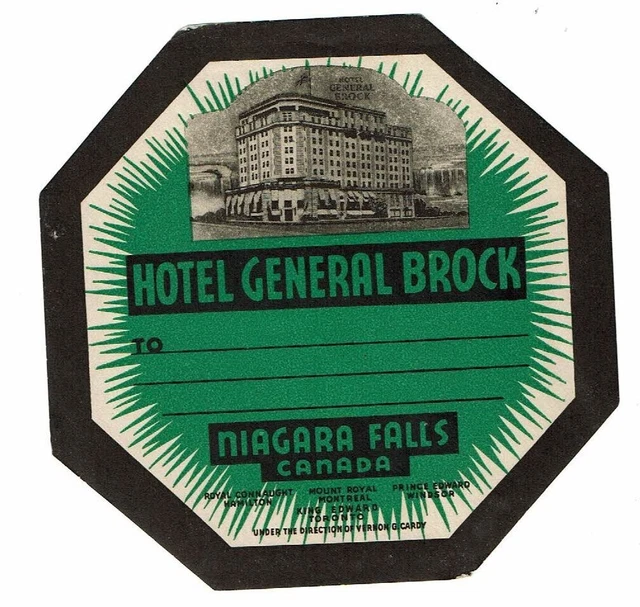 HOTEL
GENERAL
BROCK
HOTEL GENERAL BROCK
TO
NIAGARA FALLS
CANADA
ROYAL CONNAUGHT
HAMILTON
MOUNT ROYAL
MONTREAL
PRINCE EDWARD
WINDSOR
KING EDWARD
TORONTO
UNDER THE DIRECTION OF VERNON G. CARDY